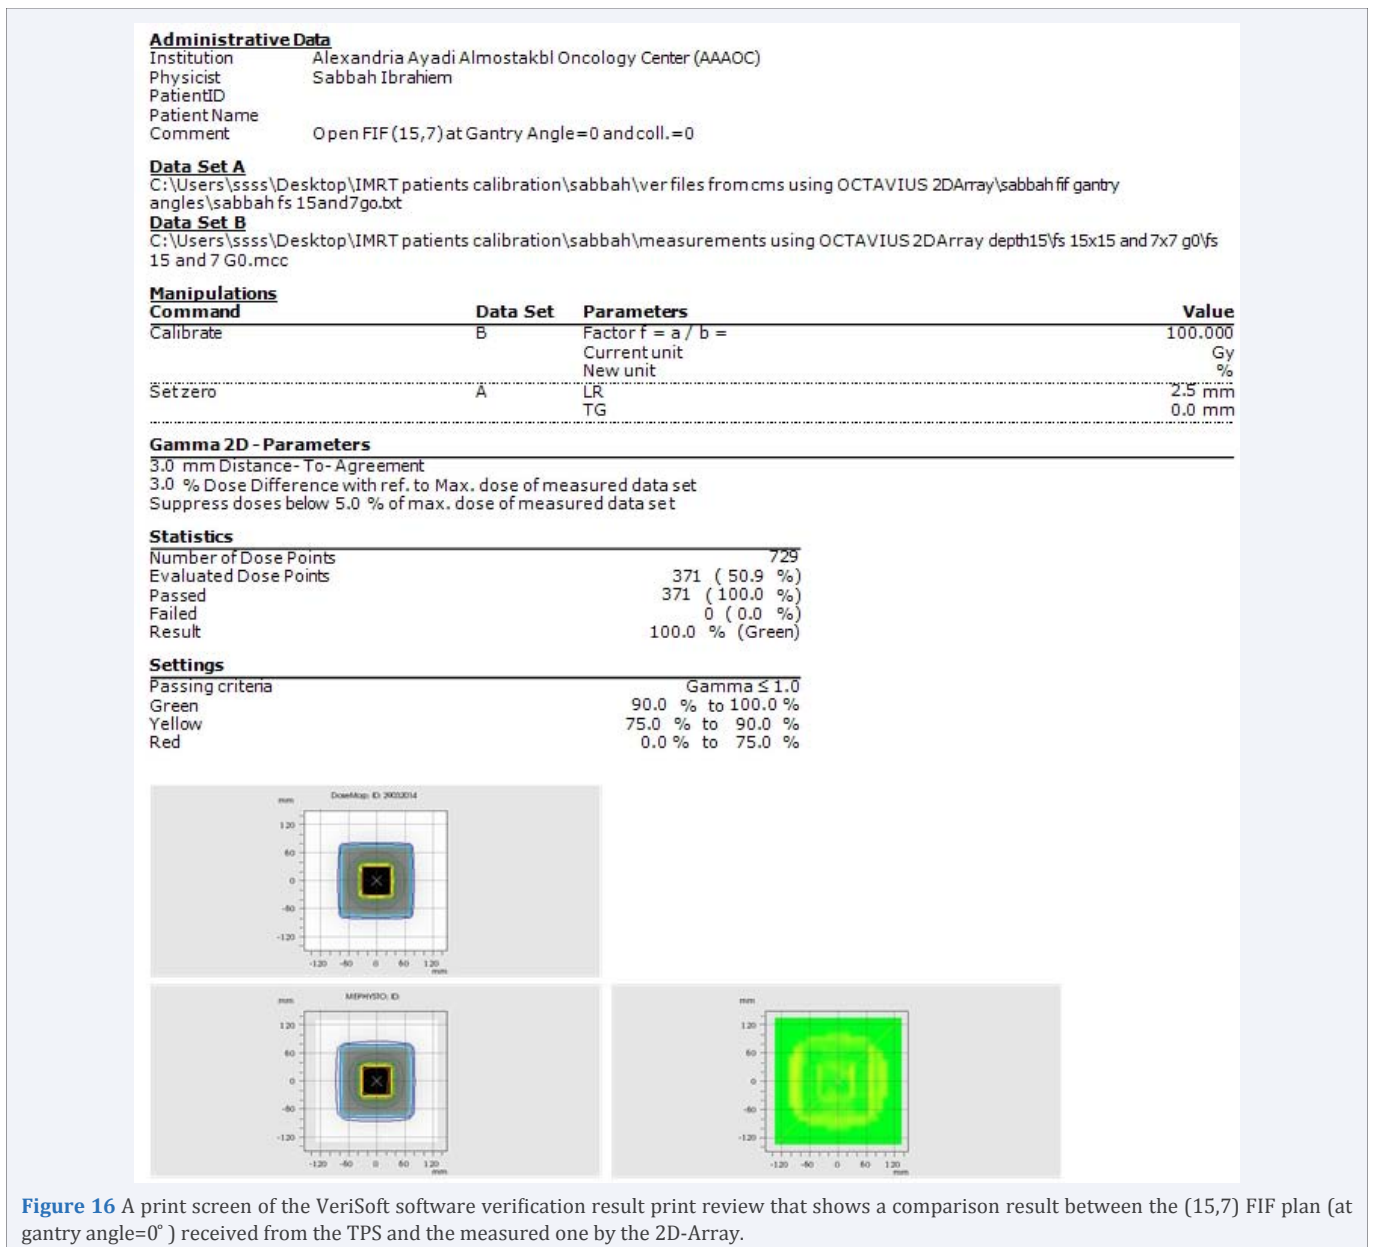 Administrative Data
Institution Alexandria Ayadi Almostakbl Oncology Center (AAAOC)
Physicist Sabbah Ibrahiem
PatientID
Patient Name
Comment Open FIF (15,7) at Gantry Angle=0 and coll.=0
Data Set A
C:\Users\ssss\Desktop\IMRT patients calibration\sabbah\ver files from cms using OCTAVIUS 2DArray\sabbah fif gantry
angles\sabbah fs 15and7go.txt
Data Set B
C:\Users\ssss\Desktop\IMRT patients calibration\sabbah\measurements using OCTAVIUS 2DArray depth15\fs 15x15 and 7x7 g0\fs
15 and 7 G0.mcc
Manipulations
Command Data Set Parameters Value
Calibrate B Factor f = a / b = 100.000
Current unit Gy
New unit %
Set zero A LR 2.5 mm
TG 0.0 mm
Gamma 2D - Parameters
3.0 mm Distance-To-Agreement
3.0 % Dose Difference with ref. to Max. dose of measured data set
Suppress doses below 5.0 % of max. dose of measured data set
Statistics
Number of Dose Points 729
Evaluated Dose Points 371 ( 50.9 %)
Passed 371 ( 100.0 %)
Failed 0 ( 0.0 %)
Result 100.0 % (Green)
Settings
Passing criteria Gamma ≤ 1.0
Green 90.0 % to 100.0 %
Yellow 75.0 % to 90.0 %
Red 0.0 % to 75.0 %
mm DoseMap: ID: 29032014
120
60
0
-60
-120
-120 -60 0 60 120
mm
mm MEPHYSTO: ID:
120
60
0
-60
-120
-120 -60 0 60 120
mm
mm
120
60
0
-60
-120
-120 -60 0 60 120
mm
Figure 16 A print screen of the VeriSoft software verification result print review that shows a comparison result between the (15,7) FIF plan (at
gantry angle=0°) received from the TPS and the measured one by the 2D-Array.